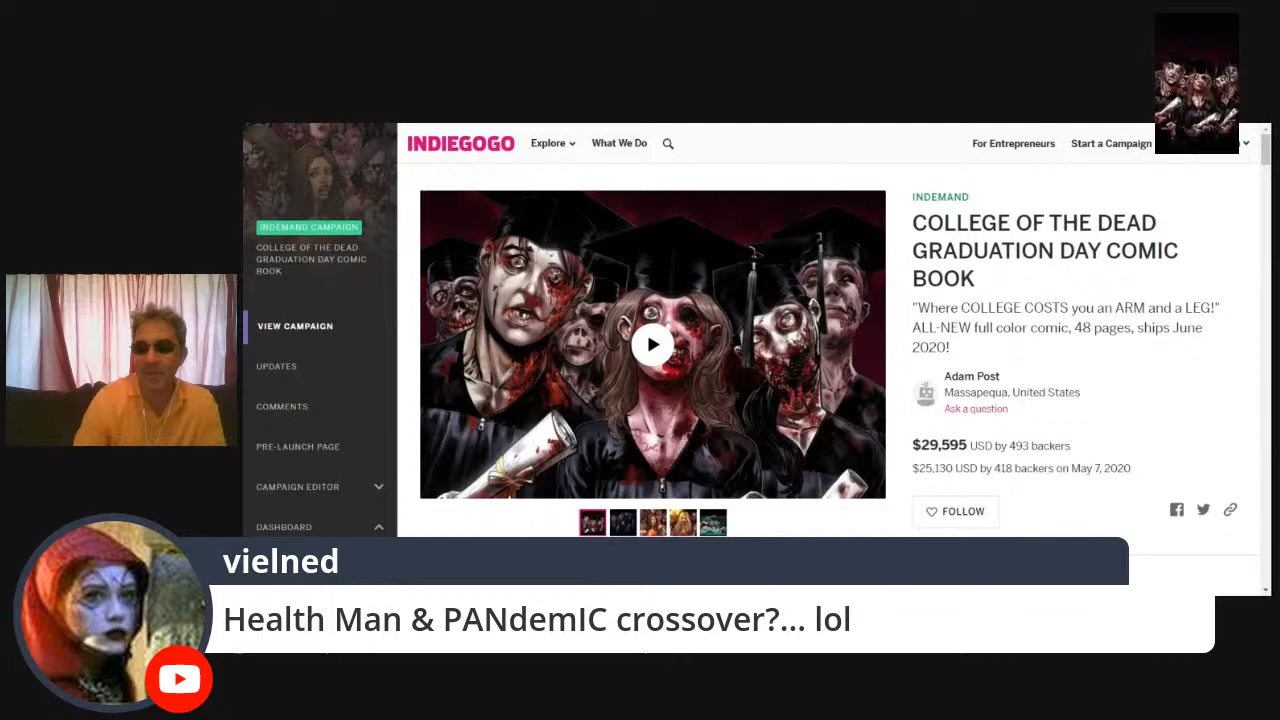 INDIEGOGO Explore What We Do For Entrepreneurs Start a Campaign
INDEMAND CAMPAIGN
COLLEGE OF THE DEAD
GRADUATION DAY COMIC
BOOK
VIEW CAMPAIGN
UPDATES
COMMENTS
PRE-LAUNCH PAGE
CAMPAIGN EDITOR
DASHBOARD
INDEMAND
COLLEGE OF THE DEAD
GRADUATION DAY COMIC
BOOK
"Where COLLEGE COSTS you an ARM and a LEG!"
ALL-NEW full color comic, 48 pages, ships June
2020!
Adam Post
Massapequa, United States
Ask a question
$29,595 USD by 493 backers
$25,130 USD by 418 backers on May 7, 2020
FOLLOW
vielned
Health Man & PANdemIC crossover?... lol